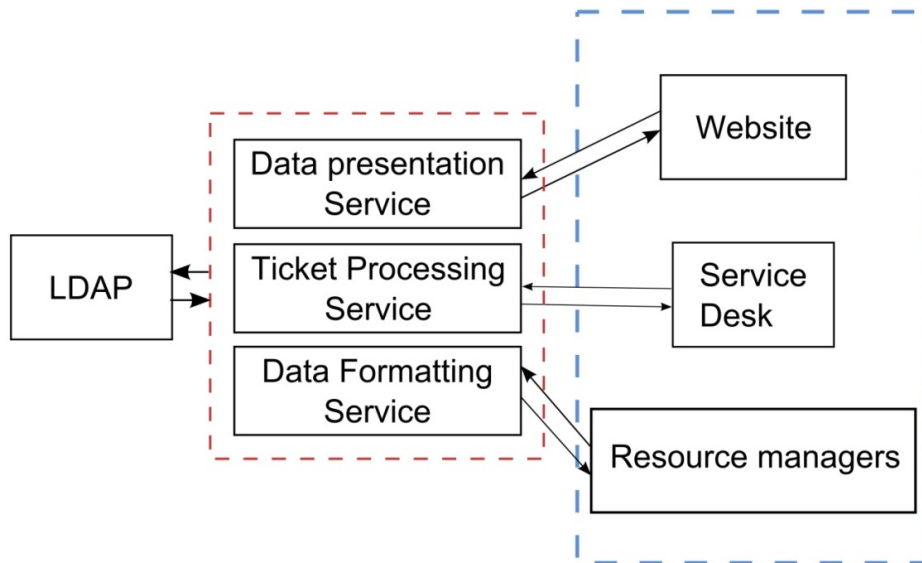 Data presentation
Service
Website
LDAP
Ticket Processing
Service
Service
Desk
Data Formatting
Service
Resource managers